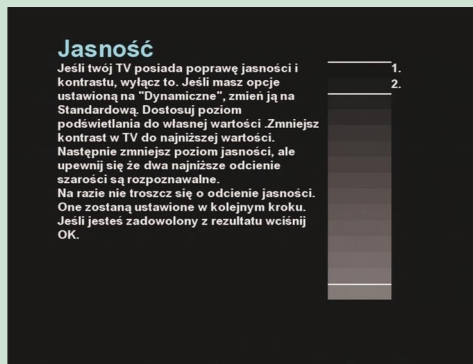 Jasność
Jeśli twój TV posiada poprawę jasności i
kontrastu, wyłącz to. Jeśli masz opcje
ustawioną na "Dynamiczne", zmień ją na
Standardową. Dostosuj poziom
podświetlania do własnej wartości .Zmniejsz
kontrast w TV do najniższej wartości.
Następnie zmniejsz poziom jasności, ale
upewnij się że dwa najniższe odcienie
szarości są rozpoznawalne.
Na razie nie troszcz się o odcienie jasności.
One zostaną ustawione w kolejnym kroku.
Jeśli jesteś zadowolony z rezultatu wciśnij
OK.
1.
2.